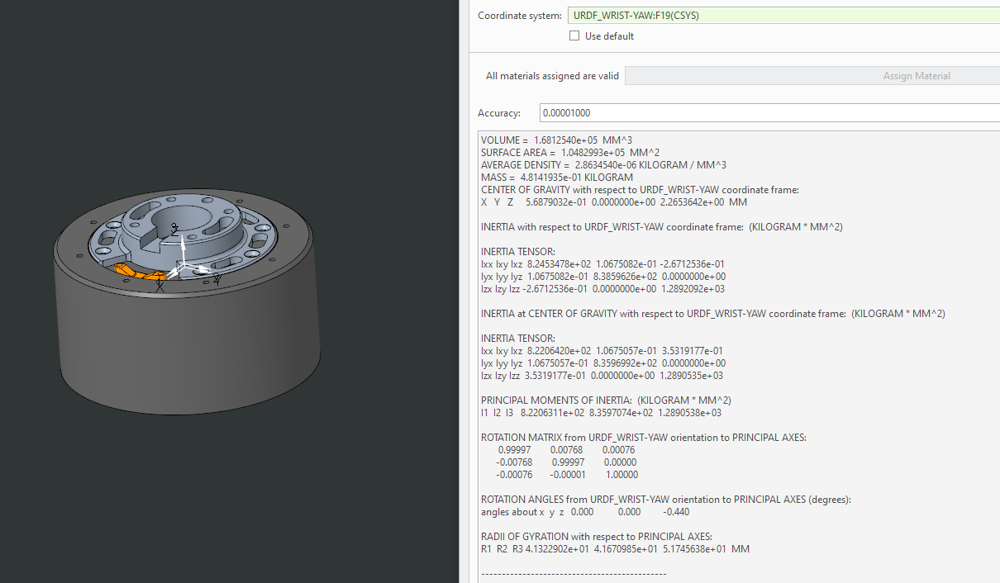 Coordinate system: URDF_WRIST-YAW:F19(CSYS)
Use default
All materials assigned are valid Assign Material
Accuracy: 0.00001000
VOLUME = 1.6812540e+05 MM^3
SURFACE AREA = 1.0482993e+05 MM^2
AVERAGE DENSITY = 2.8634540e-06 KILOGRAM / MM^3
MASS = 4.8141935e-01 KILOGRAM
CENTER OF GRAVITY with respect to URDF_WRIST-YAW coordinate frame:
X Y Z 5.6879032e-01 0.0000000e+00 2.2653642e+00 MM
INERTIA with respect to URDF_WRIST-YAW coordinate frame: (KILOGRAM * MM^2)
INERTIA TENSOR:
Ixx Ixy Ixz 8.2453478e+02 1.0675082e-01 -2.6712536e-01
Iyx Iyy Iyz 1.0675082e-01 8.3859626e+02 0.0000000e+00
Izx Izy Izz -2.6712536e-01 0.0000000e+00 1.2892092e+03
INERTIA at CENTER OF GRAVITY with respect to URDF_WRIST-YAW coordinate frame: (KILOGRAM * MM^2)
INERTIA TENSOR:
Ixx Ixy Ixz 8.2206420e+02 1.0675057e-01 3.5319177e-01
Iyx Iyy Iyz 1.0675057e-01 8.3596992e+02 0.0000000e+00
Izx Izy Izz 3.5319177e-01 0.0000000e+00 1.2890535e+03
PRINCIPAL MOMENTS OF INERTIA: (KILOGRAM * MM^2)
I1 I2 I3 8.2206311e+02 8.3597074e+02 1.2890538e+03
ROTATION MATRIX from URDF_WRIST-YAW orientation to PRINCIPAL AXES:
0.99997 0.00768 0.00076
-0.00768 0.99997 0.00000
-0.00076 -0.00001 1.00000
ROTATION ANGLES from URDF_WRIST-YAW orientation to PRINCIPAL AXES (degrees):
angles about x y z 0.000 0.000 -0.440
RADII OF GYRATION with respect to PRINCIPAL AXES:
R1 R2 R3 4.1322902e+01 4.1670985e+01 5.1745638e+01 MM
---------------------------------------------
X